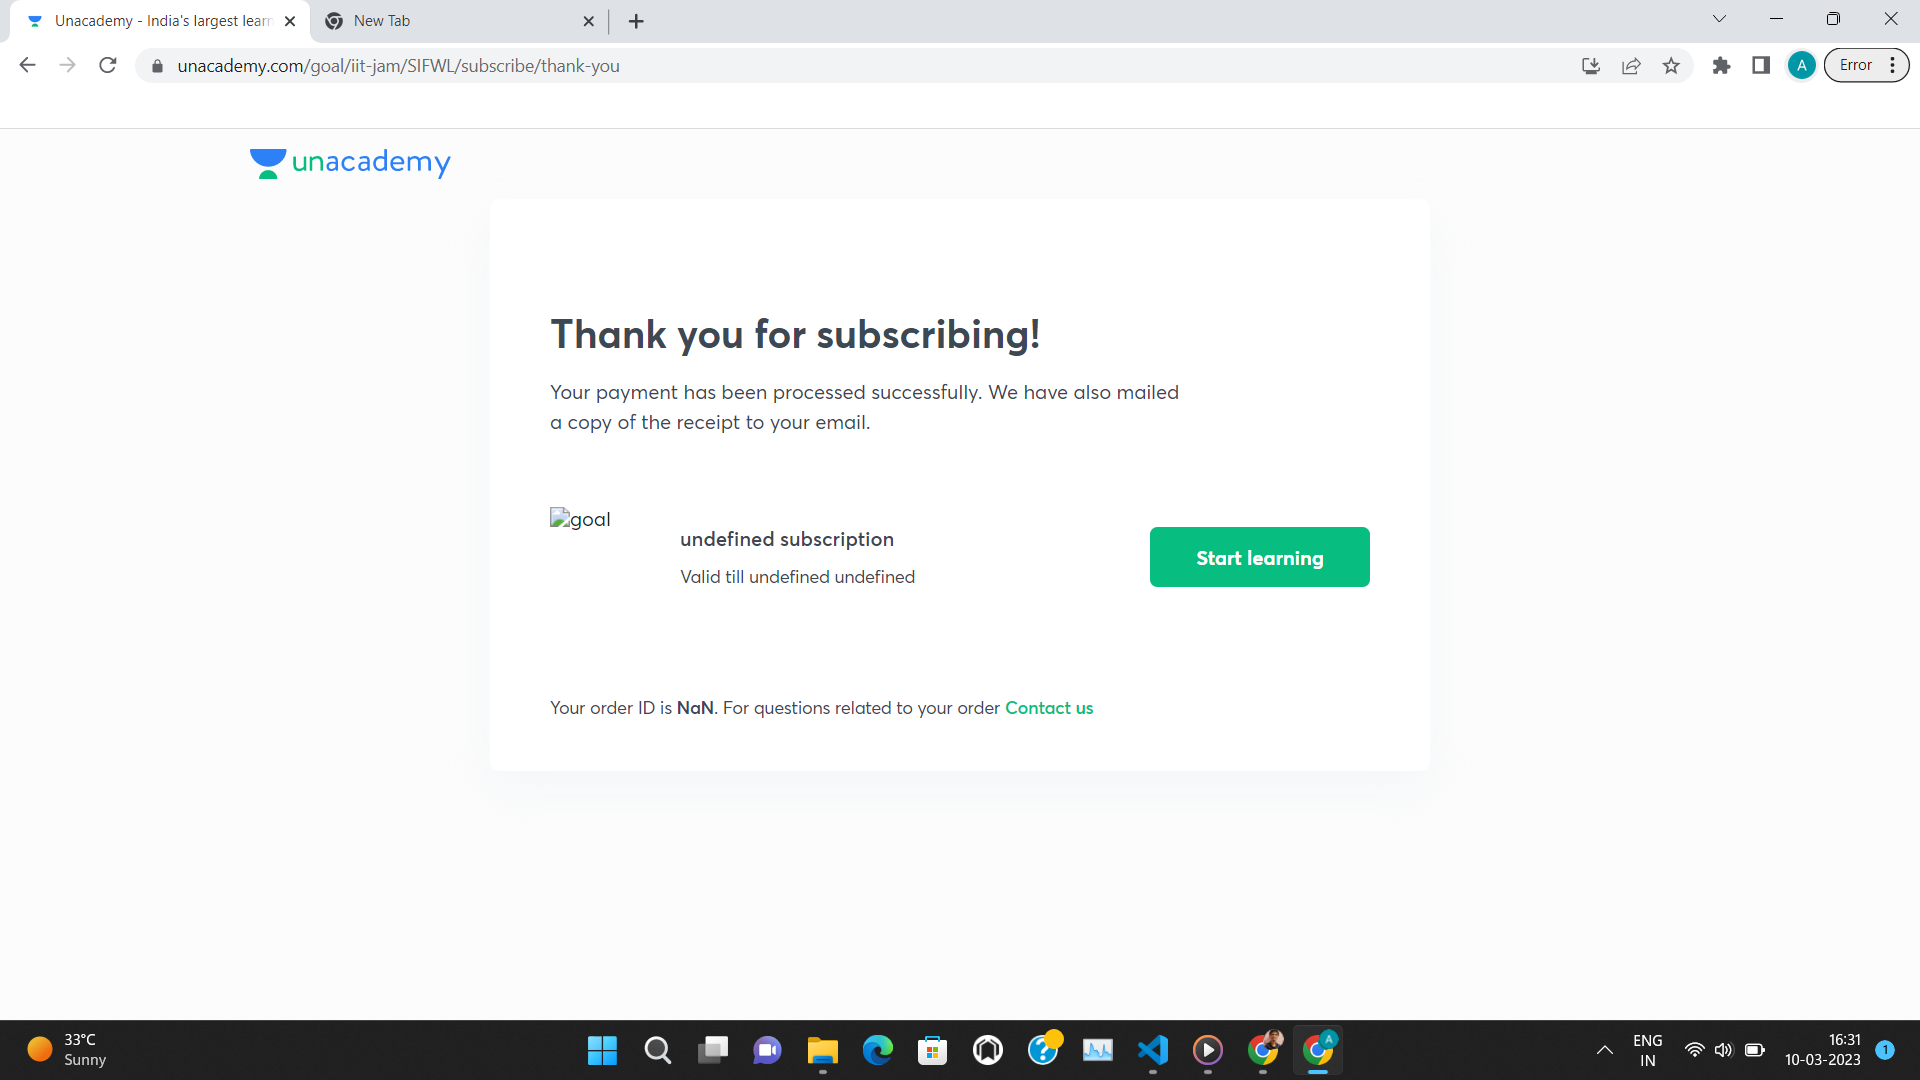 Unacademy - India's largest learn
New Tab
unacademy.com/goal/iit-jam/SIFWL/subscribe/thank-you
A
Error
unacademy
Thank you for subscribing!
Your payment has been processed successfully. We have also mailed
a copy of the receipt to your email.
goal
undefined subscription
Valid till undefined undefined
Start learning
Your order ID is NaN. For questions related to your order Contact us
33°C
Sunny
A
ENG
IN
16:31
10-03-2023
1